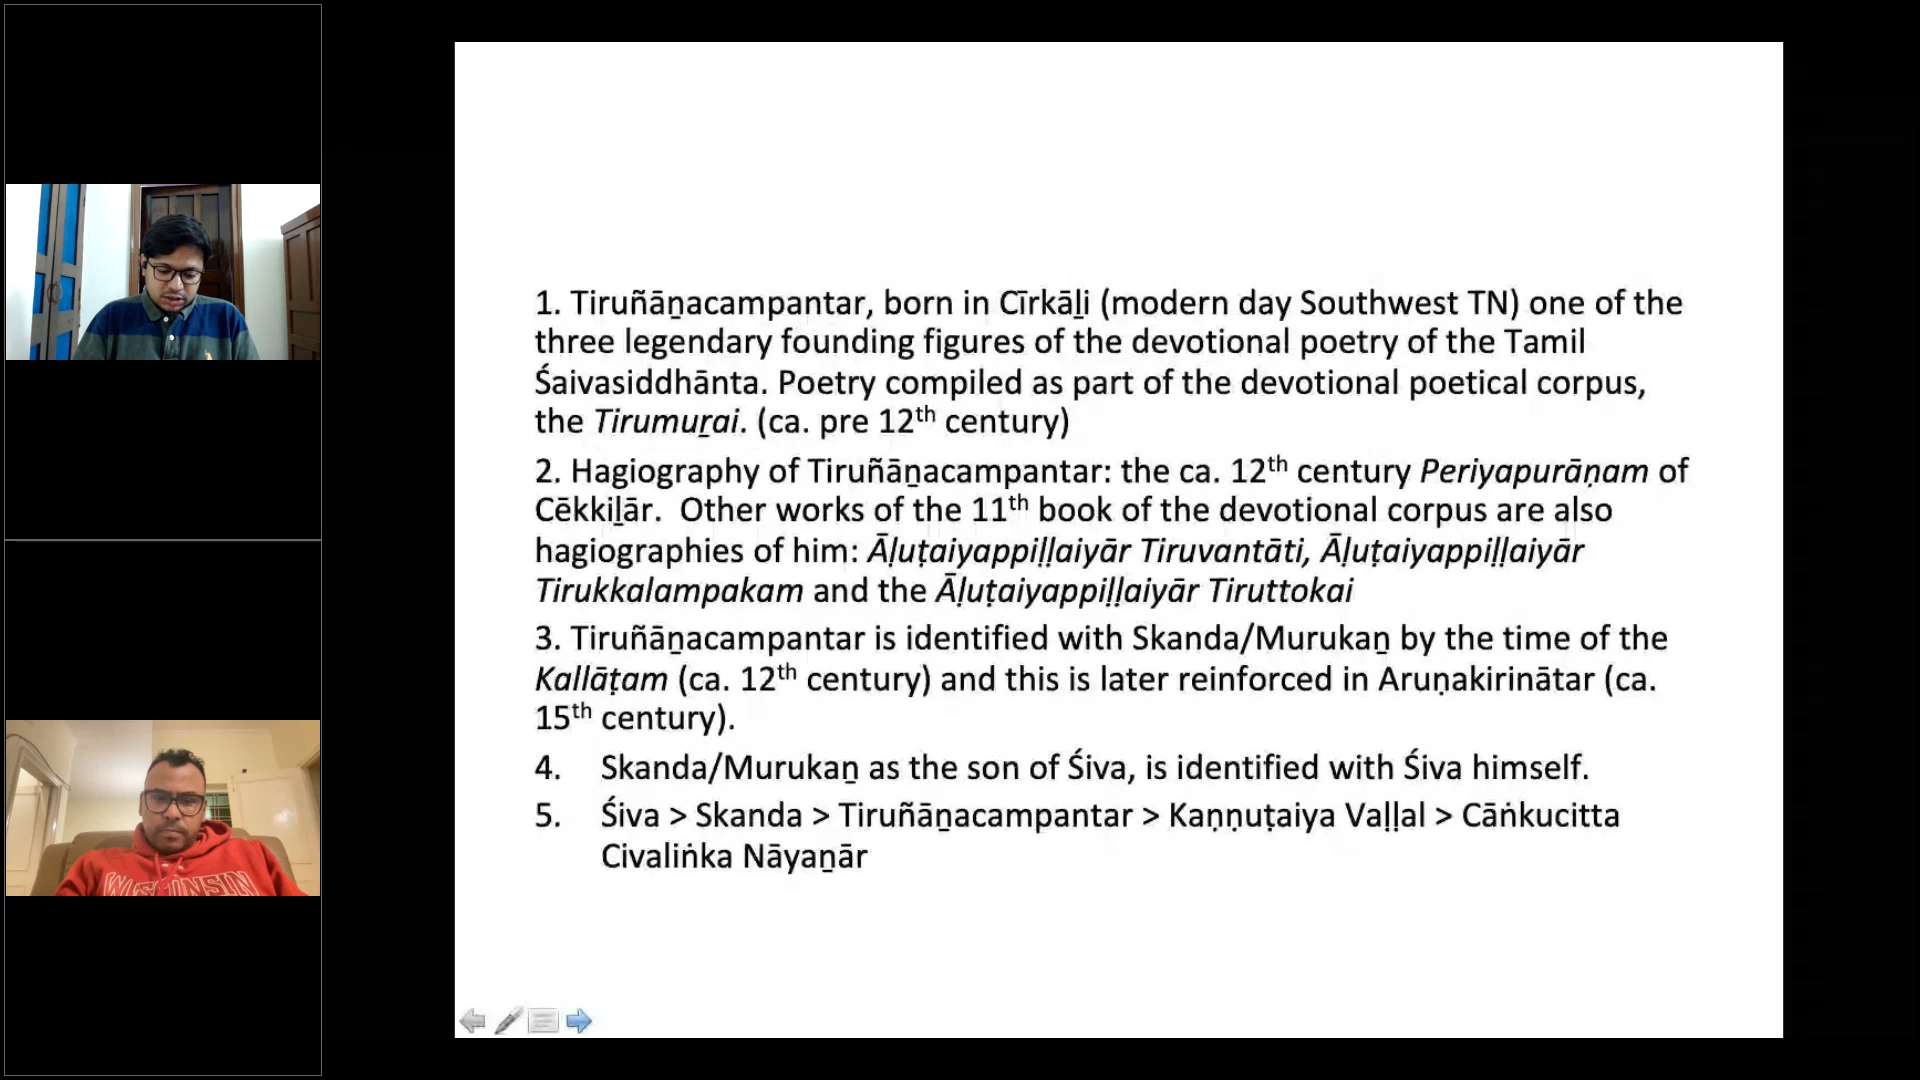 1. Tiruñāṉacampantar, born in Cīrkāḻi (modern day Southwest TN) one of the
three legendary founding figures of the devotional poetry of the Tamil
Śaivasiddhānta. Poetry compiled as part of the devotional poetical corpus,
the Tirumuṟai. (ca. pre 12th century)
2. Hagiography of Tiruñāṉacampantar: the ca. 12th century Periyapurāṇam of
Cēkkiḻār. Other works of the 11th book of the devotional corpus are also
hagiographies of him: Āḷuṭaiyappiḷḷaiyār Tiruvantāti, Āḷuṭaiyappiḷḷaiyār
Tirukkalampakam and the Āḷuṭaiyappiḷḷaiyār Tiruttokai
3. Tiruñāṉacampantar is identified with Skanda/Murukaṉ by the time of the
Kallāṭam (ca. 12th century) and this is later reinforced in Aruṇakirinātar (ca.
15th century).
4. Skanda/Murukaṉ as the son of Śiva, is identified with Śiva himself.
5. Śiva > Skanda > Tiruñāṉacampantar > Kaṇṇuṭaiya Vaḷḷal > Cāṅkucitta
Civaliṅka Nāyaṉār
WISCONSIN